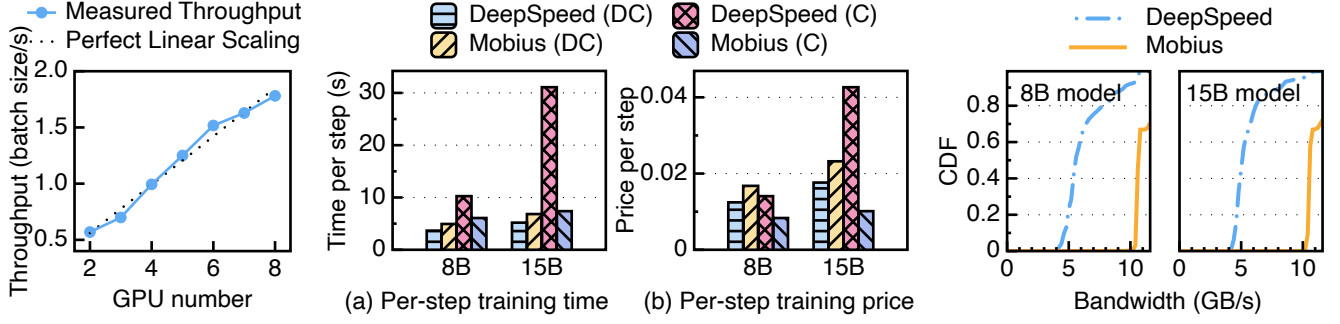 Measured Throughput
Perfect Linear Scaling
Throughput (batch size/s)
2.0
1.5
1.0
0.5
2 4 6 8
GPU number
DeepSpeed (DC)
Mobius (DC)
DeepSpeed (C)
Mobius (C)
Time per step (s)
30
20
10
0
8B 15B
(a) Per-step training time
Price per step
0.04
0.02
0
8B 15B
(b) Per-step training price
DeepSpeed
Mobius
CDF
0.8
0.6
0.4
0.2
0
8B model
0 5 10
15B model
0 5 10
Bandwidth (GB/s)